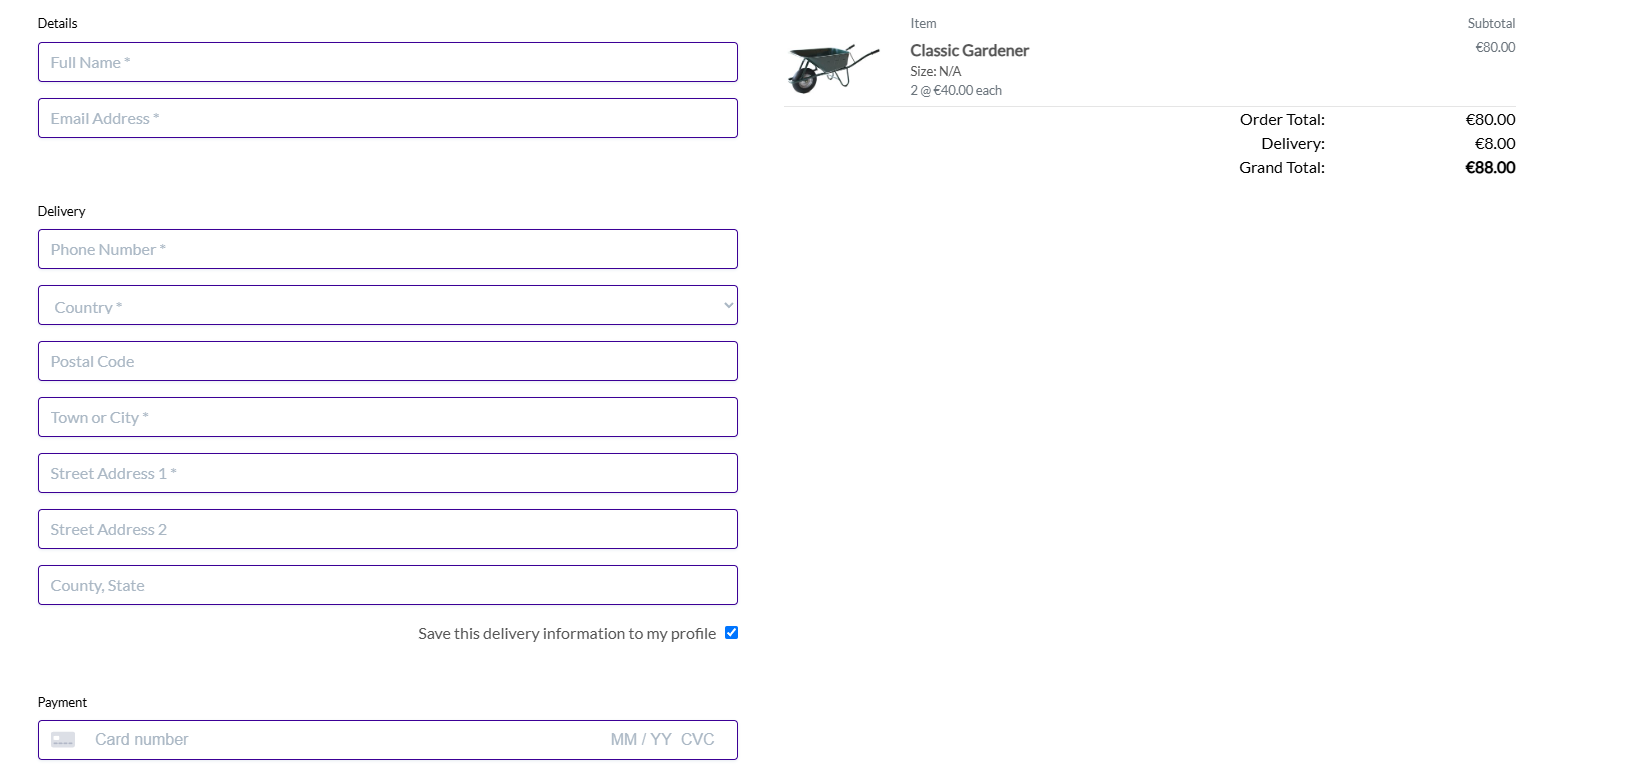 Details
Full Name *
Email Address *
Delivery
Phone Number *
Country *
Postal Code
Town or City *
Street Address 1 *
Street Address 2
County, State
Save this delivery information to my profile
Payment
Card number MM / YY CVC
Item Subtotal
Classic Gardener €80.00
Size: N/A
2 @ €40.00 each
Order Total: €80.00
Delivery: €8.00
Grand Total: €88.00